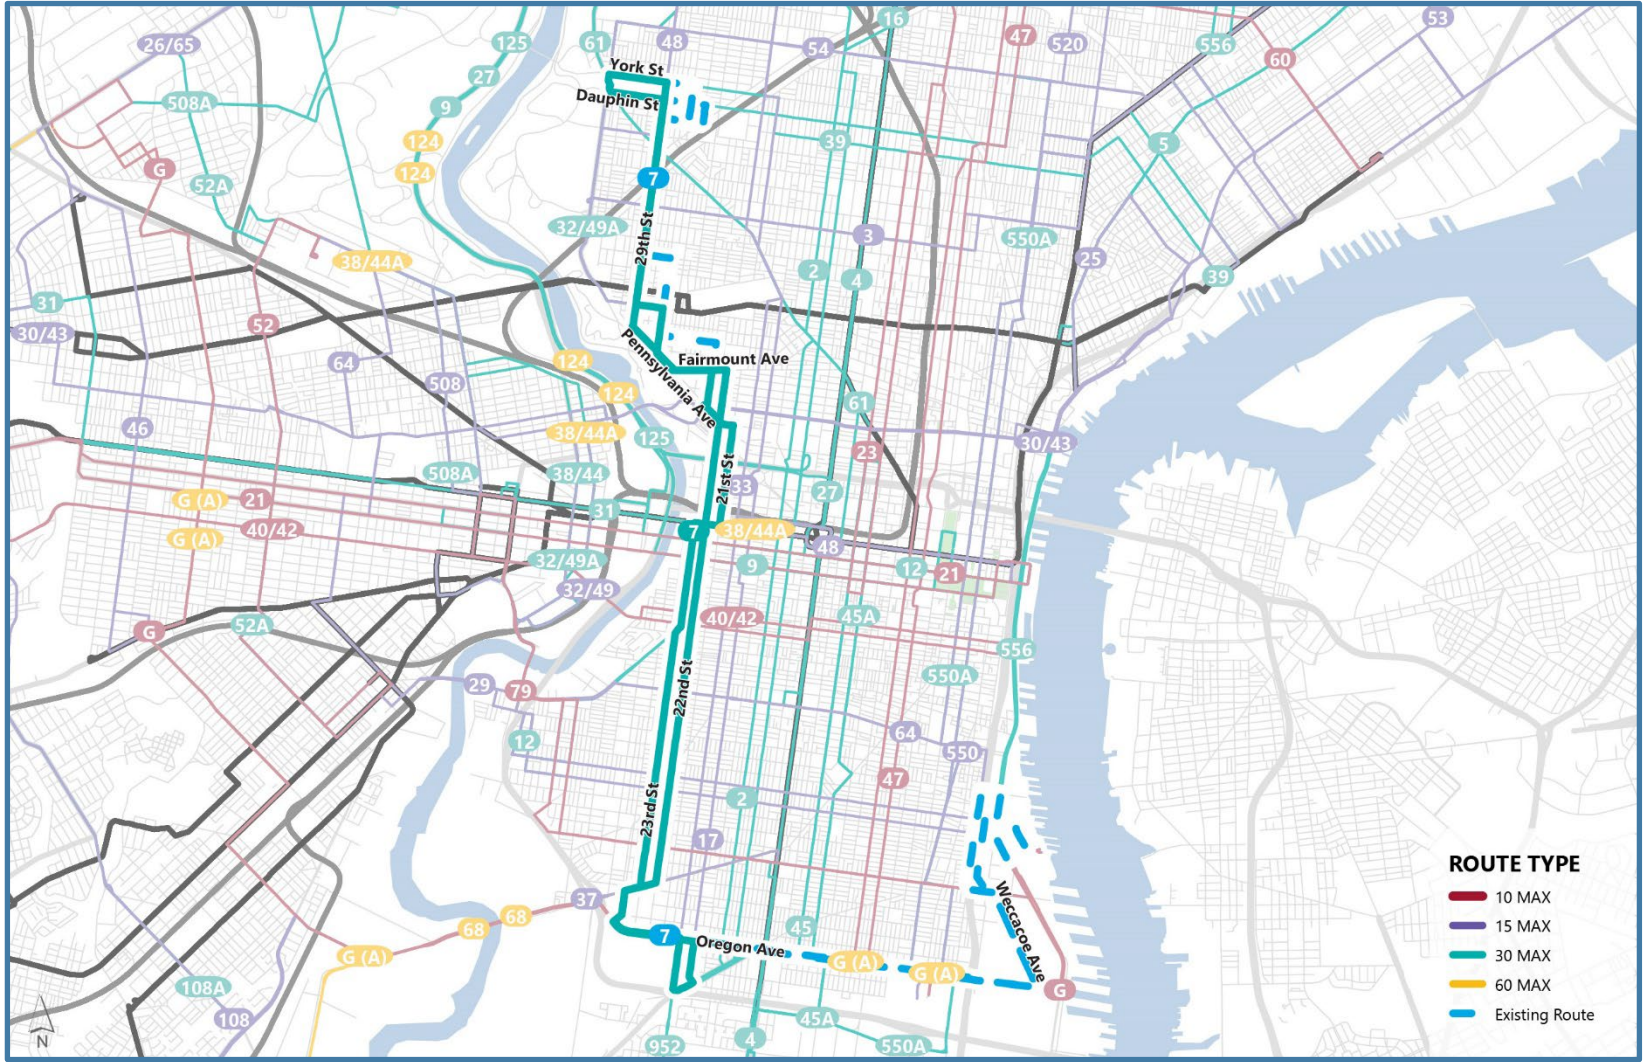 16
53
26/65
125
61
48
54
47
520
556
60
27
York St
508A
9
Dauphin St
124
39
5
124
G
7
52A
32/49A
29th St
3
550A
38/44A
2
4
25
39
31
52
30/43
64
124
Pennsylvania Ave
Fairmount Ave
508
124
61
46
38/44A
125
30/43
23
508A
38/44
21st St
33
27
G (A)
21
31
40/42
7
38/44A
G (A)
48
32/49A
9
12
21
32/49
40/42
45A
G
52A
556
22nd St
550A
29
79
64
12
550
47
23rd St
2
17
ROUTE TYPE
10 MAX
15 MAX
30 MAX
60 MAX
Existing Route
Weccacoe Ave
37
68
68
45
7
Oregon Ave
G (A)
G (A)
G (A)
108A
G
108
45A
N
952
4
550A